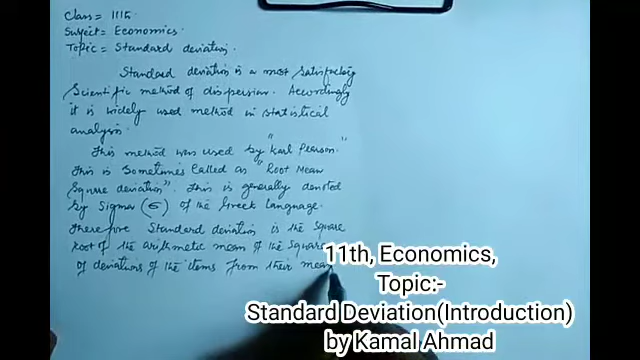 Class = 11th
Subject = Economics.
Topic = Standard deviation.
Standard deviation is a most satisfactory
Scientific method of dispersion. Accordingly
it is widely used method in statistical
analysis.
This method was used by "Karl Pearson."
This is Sometimes Called as "Root Mean
Square deviation". This is generally denoted
by Sigma (σ) of the Greek Language.
Therefore Standard deviation is the Square
Root of the arithmetic mean of the Square
of deviations of the items from their mean
11th, Economics,
Topic:-
Standard Deviation(Introduction)
by Kamal Ahmad